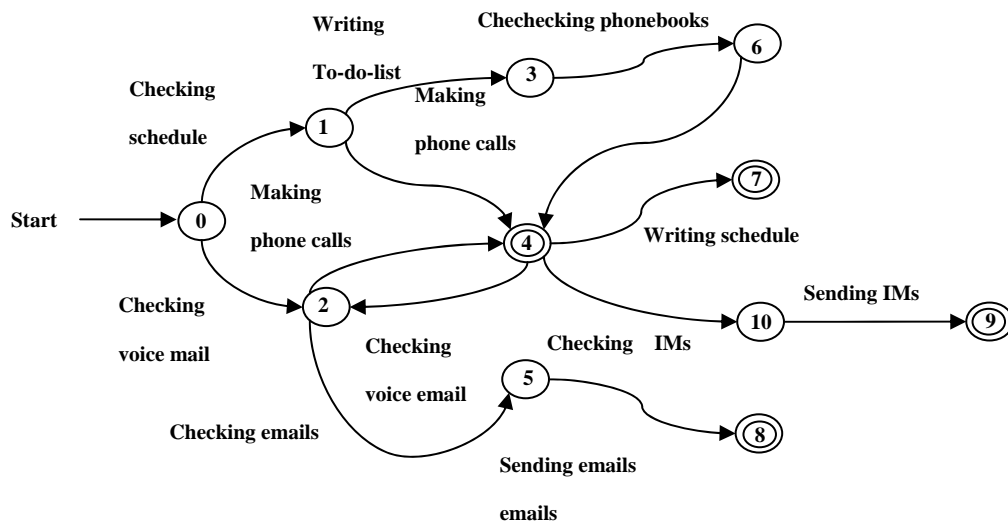 Writing
To-do-list
Chechecking phonebooks
6
3
Checking
schedule
Making
phone calls
1
7
Making
phone calls
Start
0
4
Writing schedule
Checking
voice mail
2
Sending IMs
10
9
Checking
voice email
Checking IMs
5
Checking emails
8
Sending emails
emails